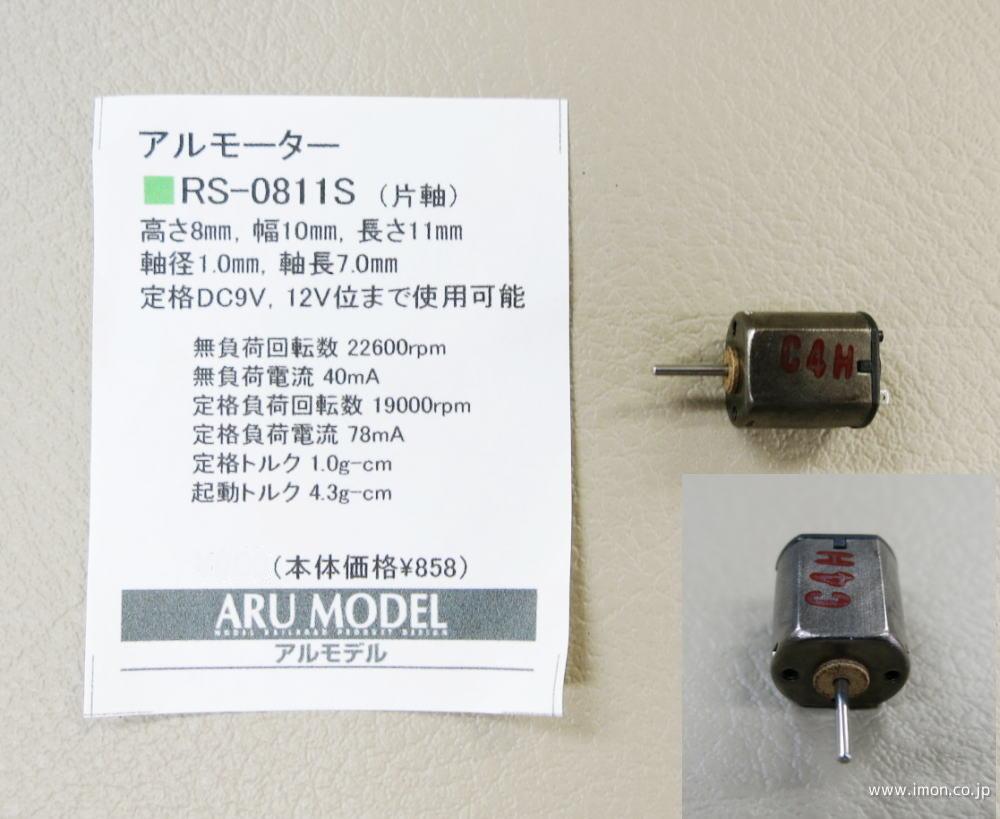 アルモーター
■RS-0811S （片軸）
高さ8mm, 幅10mm, 長さ11mm
軸径1.0mm, 軸長7.0mm
定格DC9V, 12V位まで使用可能
無負荷回転数 22600rpm
無負荷電流 40mA
定格負荷回転数 19000rpm
定格負荷電流 78mA
定格トルク 1.0g-cm
起動トルク 4.3g-cm
（本体価格¥858）
ARU MODEL
MODEL RAILROAD PRODUCT DESIGN
アルモデル
C4H
C4H
www.imon.co.jp